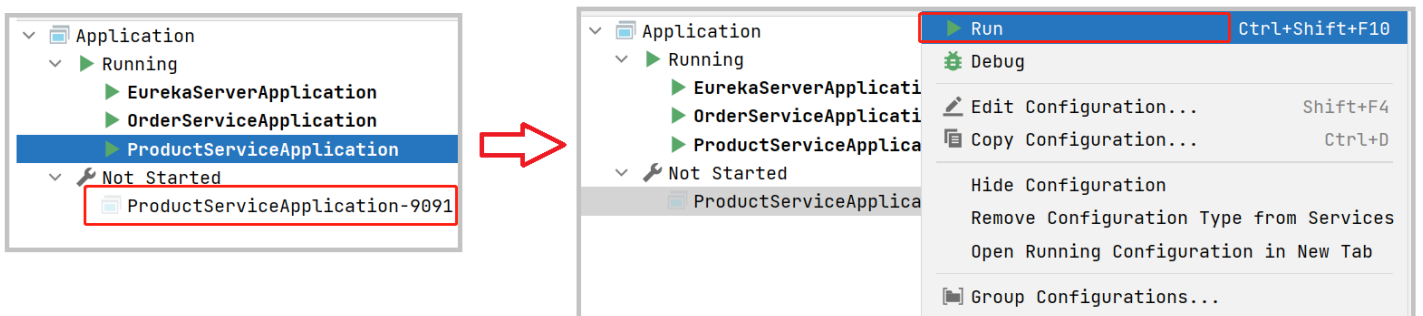 Application
Running
EurekaServerApplication
OrderServiceApplication
ProductServiceApplication
Not Started
ProductServiceApplication-9091
Application
Running
EurekaServerApplicati
OrderServiceApplicati
ProductServiceApplica
Not Started
ProductServiceApplica
Run Ctrl+Shift+F10
Debug
Edit Configuration... Shift+F4
Copy Configuration... Ctrl+D
Hide Configuration
Remove Configuration Type from Services
Open Running Configuration in New Tab
Group Configurations...